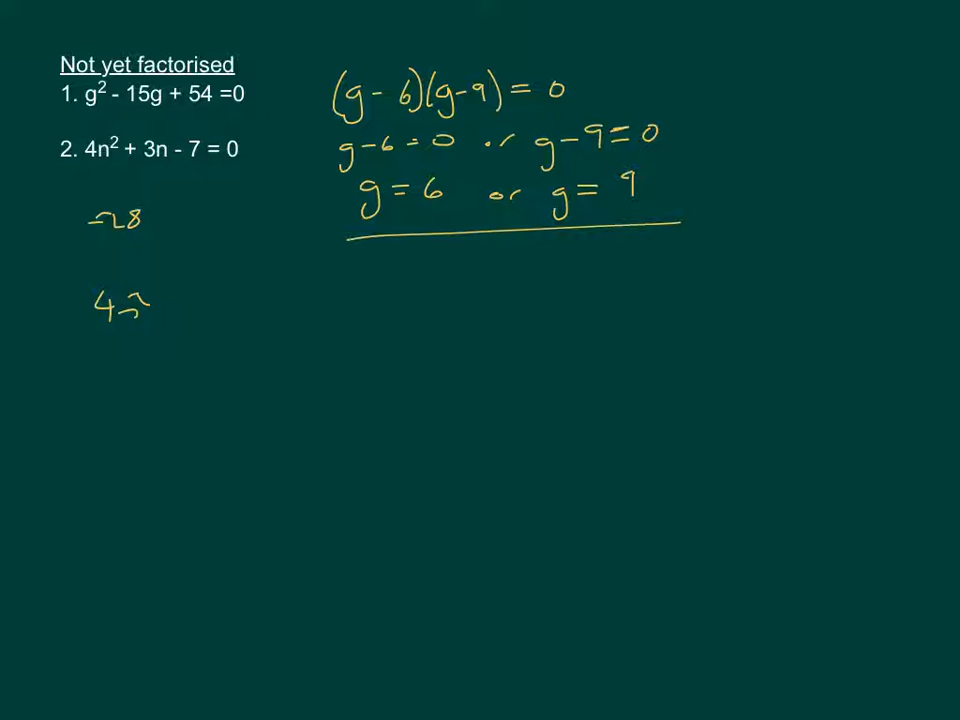 Not yet factorised
1. g² - 15g + 54 =0
(g - 6)(g - 9) = 0
g - 6 = 0 or g - 9 = 0
2. 4n² + 3n - 7 = 0
g = 6 or g = 9
-28
4n²